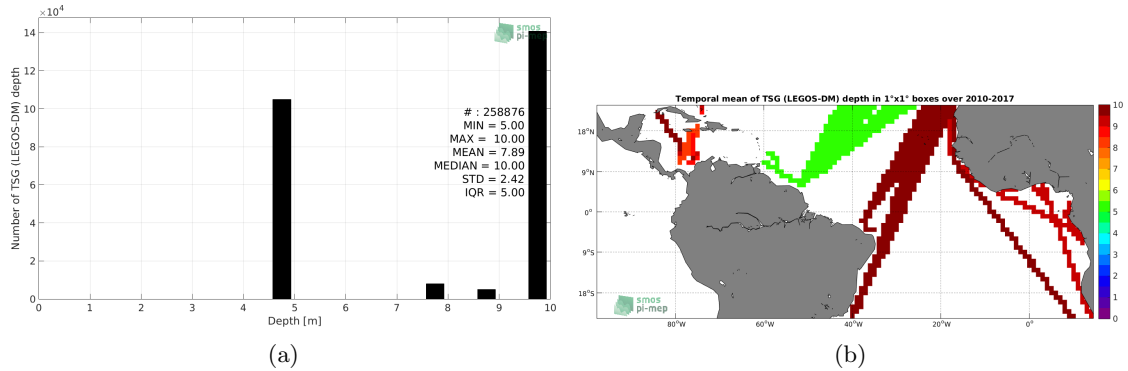 ×10⁴
14
12
10
8
6
4
2
0
Number of TSG (LEGOS-DM) depth
smos
pi-mep
# : 258876
MIN = 5.00
MAX = 10.00
MEAN = 7.89
MEDIAN = 10.00
STD = 2.42
IQR = 5.00
0 1 2 3 4 5 6 7 8 9 10
Depth [m]
(a)
Temporal mean of TSG (LEGOS-DM) depth in 1°x1° boxes over 2010-2017
18°N
9°N
0°
9°S
18°S
80°W 60°W 40°W 20°W 0°
smos
pi-mep
10
9
8
7
6
5
4
3
2
1
0
(b)